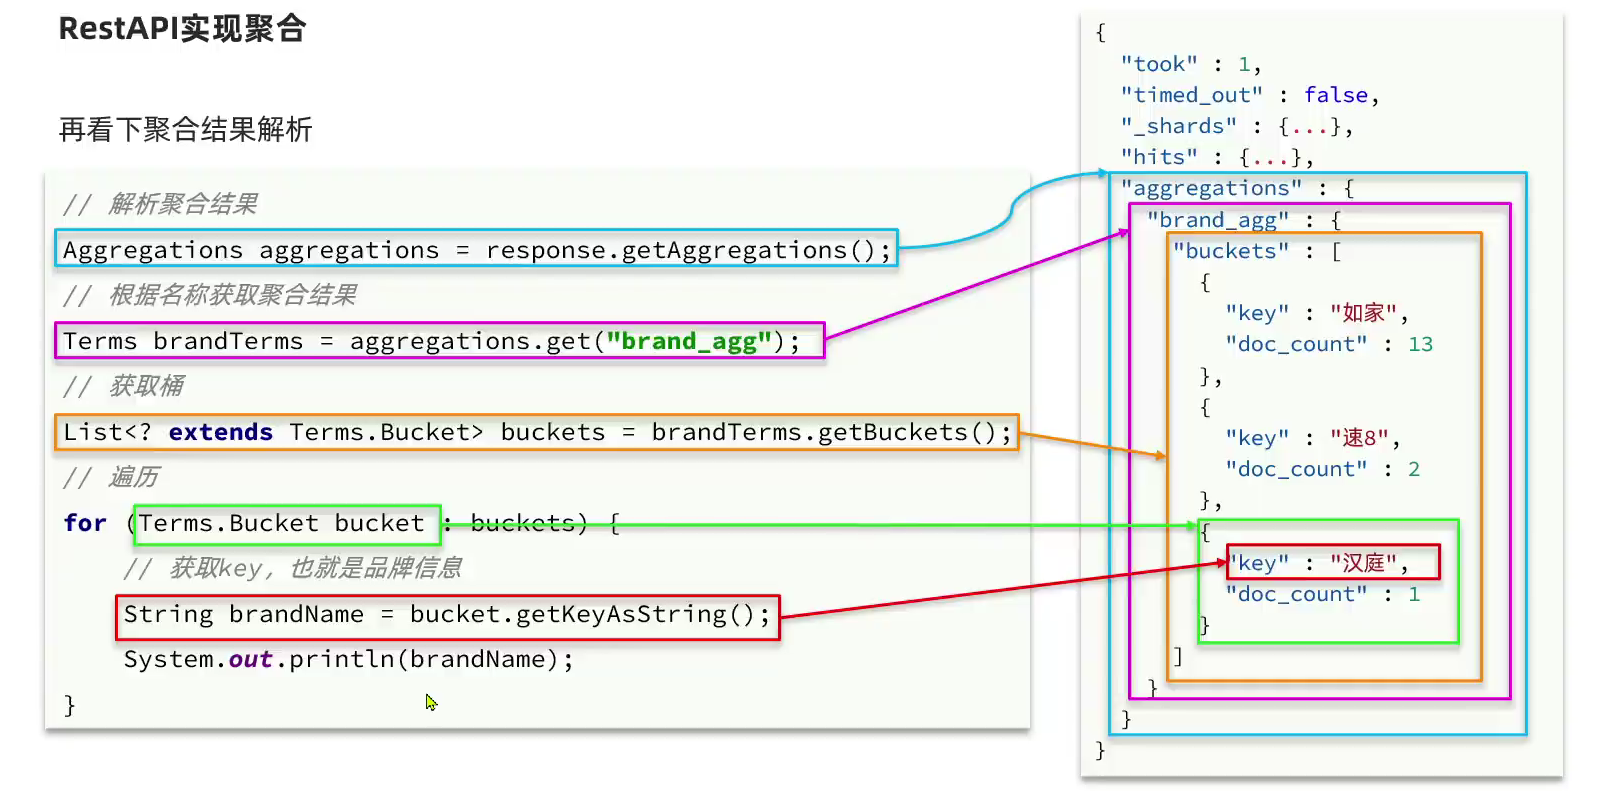 RestAPI实现聚合
再看下聚合结果解析
// 解析聚合结果
Aggregations aggregations = response.getAggregations();
// 根据名称获取聚合结果
Terms brandTerms = aggregations.get("brand_agg");
// 获取桶
List<? extends Terms.Bucket> buckets = brandTerms.getBuckets();
// 遍历
for (Terms.Bucket bucket : buckets) {
// 获取key，也就是品牌信息
String brandName = bucket.getKeyAsString();
System.out.println(brandName);
}
{
"took" : 1,
"timed_out" : false,
"_shards" : {...},
"hits" : {...},
"aggregations" : {
"brand_agg" : {
"buckets" : [
{
"key" : "如家",
"doc_count" : 13
},
{
"key" : "速8",
"doc_count" : 2
},
{
"key" : "汉庭",
"doc_count" : 1
}
]
}
}
}